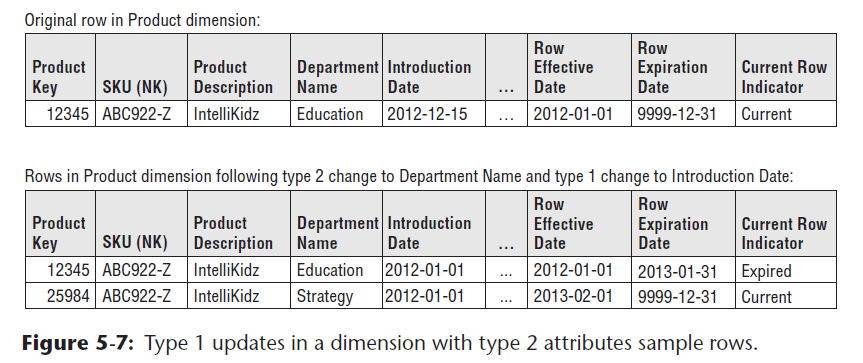 Original row in Product dimension:
Product Key | SKU (NK) | Product Description | Department Name | Introduction Date | ... | Row Effective Date | Row Expiration Date | Current Row Indicator
12345 | ABC922-Z | IntelliKidz | Education | 2012-12-15 | ... | 2012-01-01 | 9999-12-31 | Current
Rows in Product dimension following type 2 change to Department Name and type 1 change to Introduction Date:
Product Key | SKU (NK) | Product Description | Department Name | Introduction Date | ... | Row Effective Date | Row Expiration Date | Current Row Indicator
12345 | ABC922-Z | IntelliKidz | Education | 2012-01-01 | ... | 2012-01-01 | 2013-01-31 | Expired
25984 | ABC922-Z | IntelliKidz | Strategy | 2012-01-01 | ... | 2013-02-01 | 9999-12-31 | Current
Figure 5-7: Type 1 updates in a dimension with type 2 attributes sample rows.